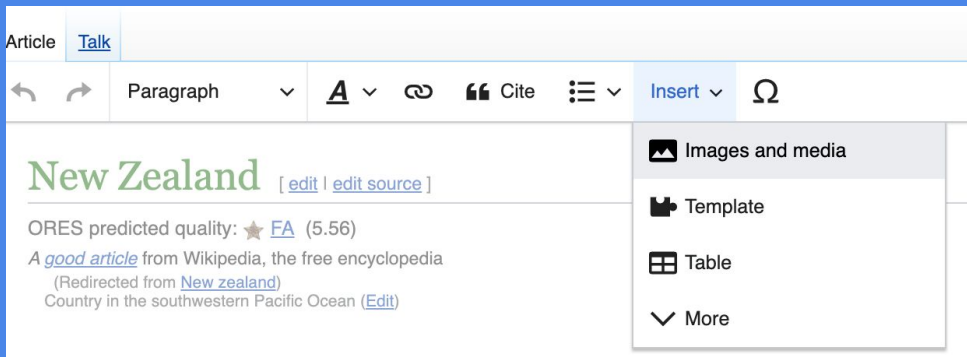 Article Talk
Paragraph A Cite Insert Ω
Images and media
Template
Table
More
New Zealand [ edit | edit source ]
ORES predicted quality: FA (5.56)
A good article from Wikipedia, the free encyclopedia
(Redirected from New zealand)
Country in the southwestern Pacific Ocean (Edit)